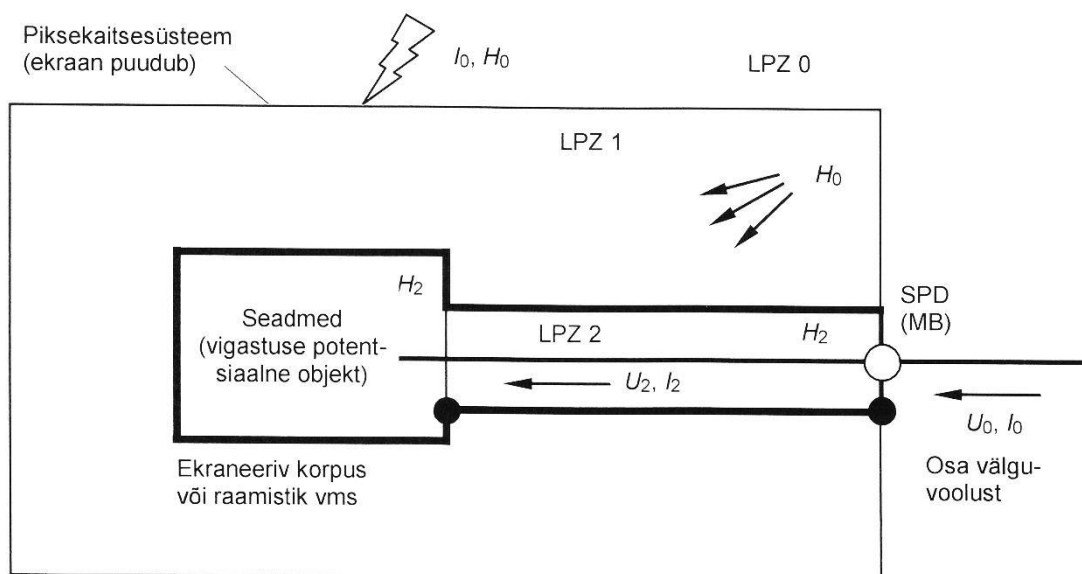 Piksekaitsesüsteem
(ekraan puudub)
I₀, H₀
LPZ 0
LPZ 1
H₀
H₂
SPD
(MB)
Seadmed
(vigastuse potent-
siaalne objekt)
LPZ 2
H₂
U₂, I₂
U₀, I₀
Ekraneeriv korpus
või raamistik vms
Osa välgu-
voolust